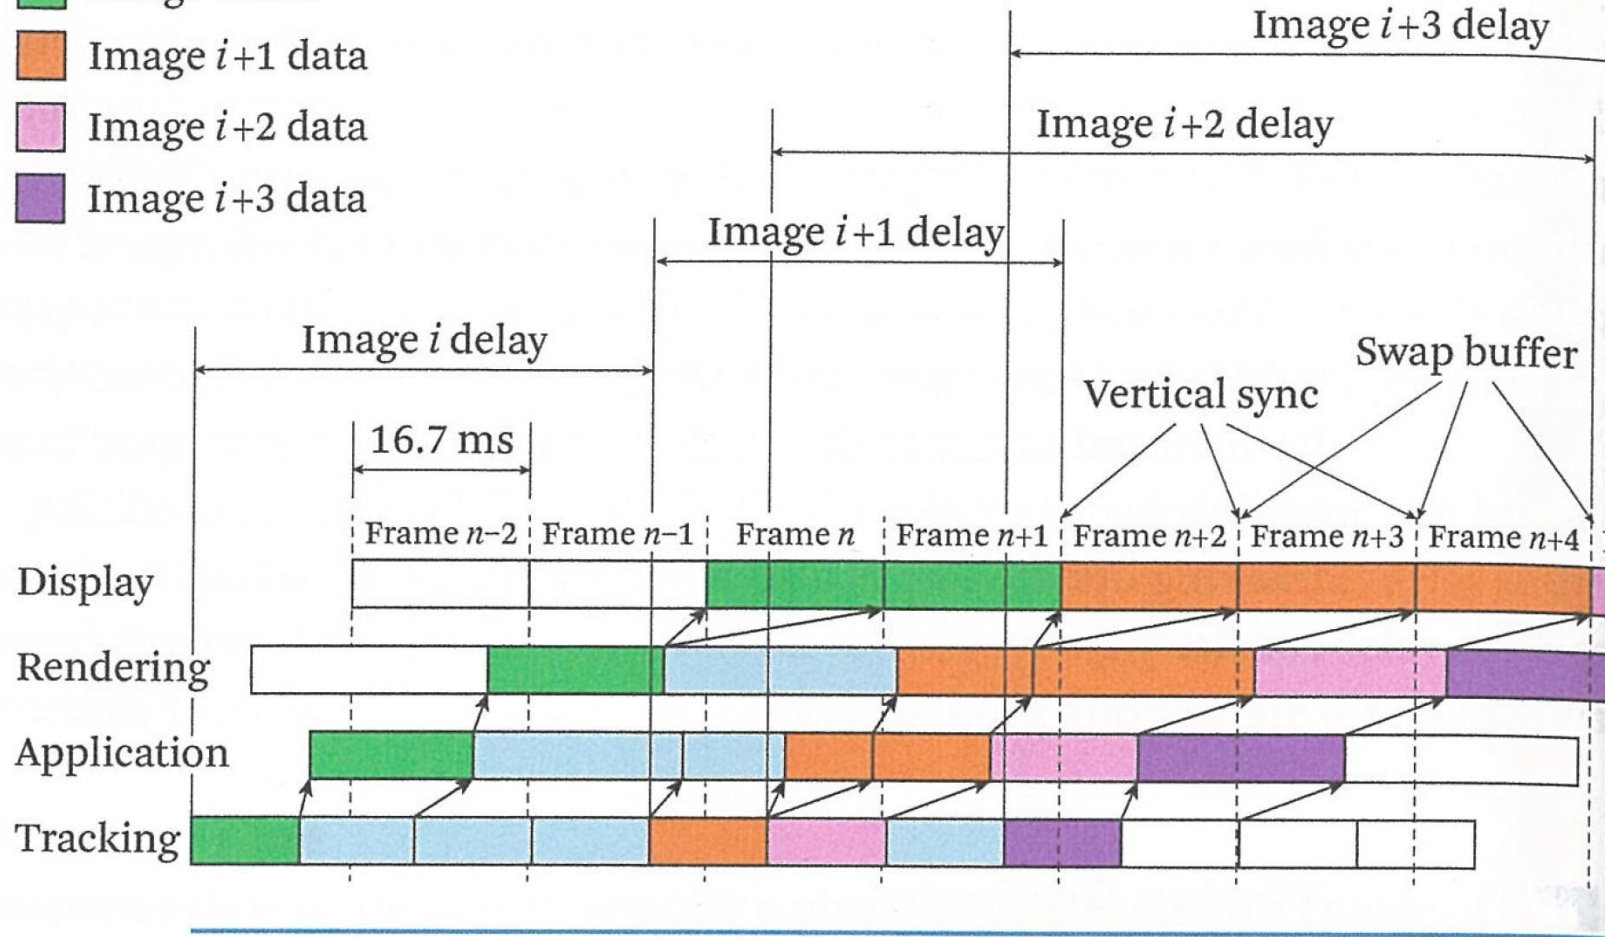 Image i+3 delay
Image i+1 data
Image i+2 delay
Image i+2 data
Image i+3 data
Image i+1 delay
Image i delay
Swap buffer
Vertical sync
16.7 ms
Frame n−2 Frame n−1 Frame n Frame n+1 Frame n+2 Frame n+3 Frame n+4
Display
Rendering
Application
Tracking